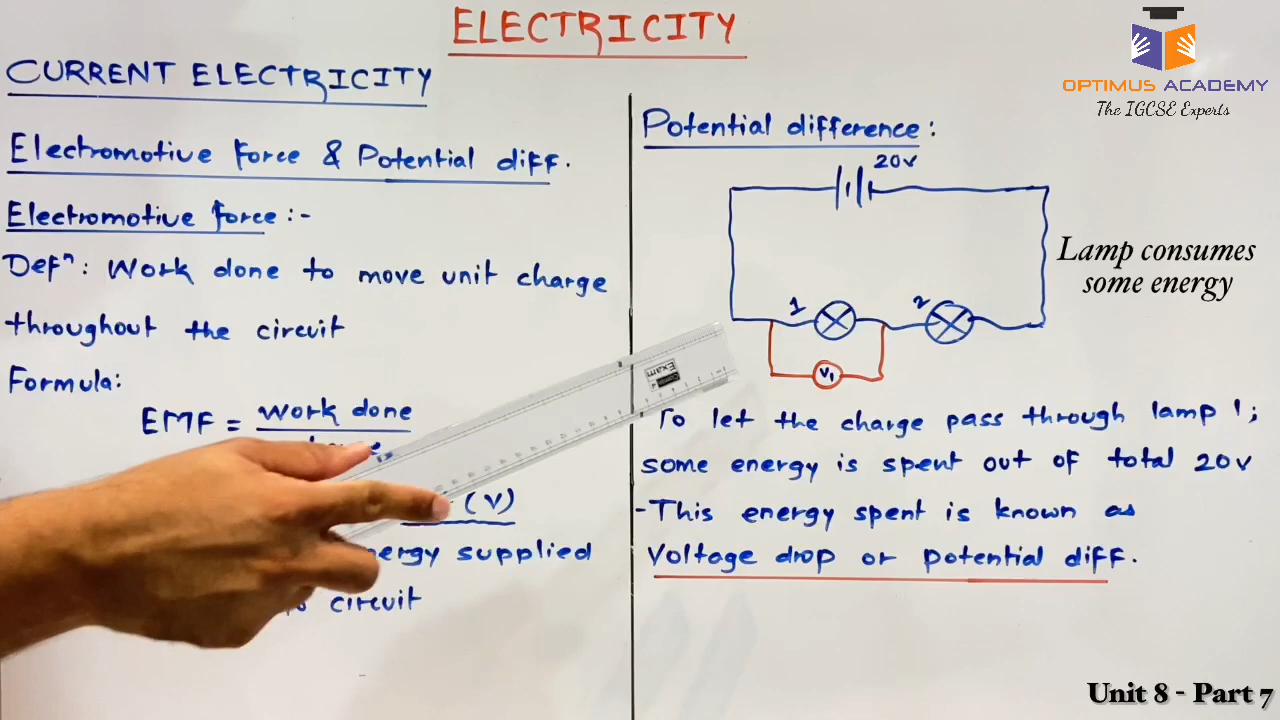 ELECTRICITY
OPTIMUS ACADEMY
The IGCSE Experts
CURRENT ELECTRICITY
Electromotive Force & Potential diff.
Electromotive force :-
Defⁿ : Work done to move unit charge
throughout the circuit
Formula:
EMF = Work done
(V)
supplied
circuit
Potential difference :
20V
1
2
V₁
Lamp consumes
some energy
To let the charge pass through lamp 1 ;
some energy is spent out of total 20V
- This energy spent is known as
Voltage drop or potential diff.
Exam
Unit 8 - Part 7